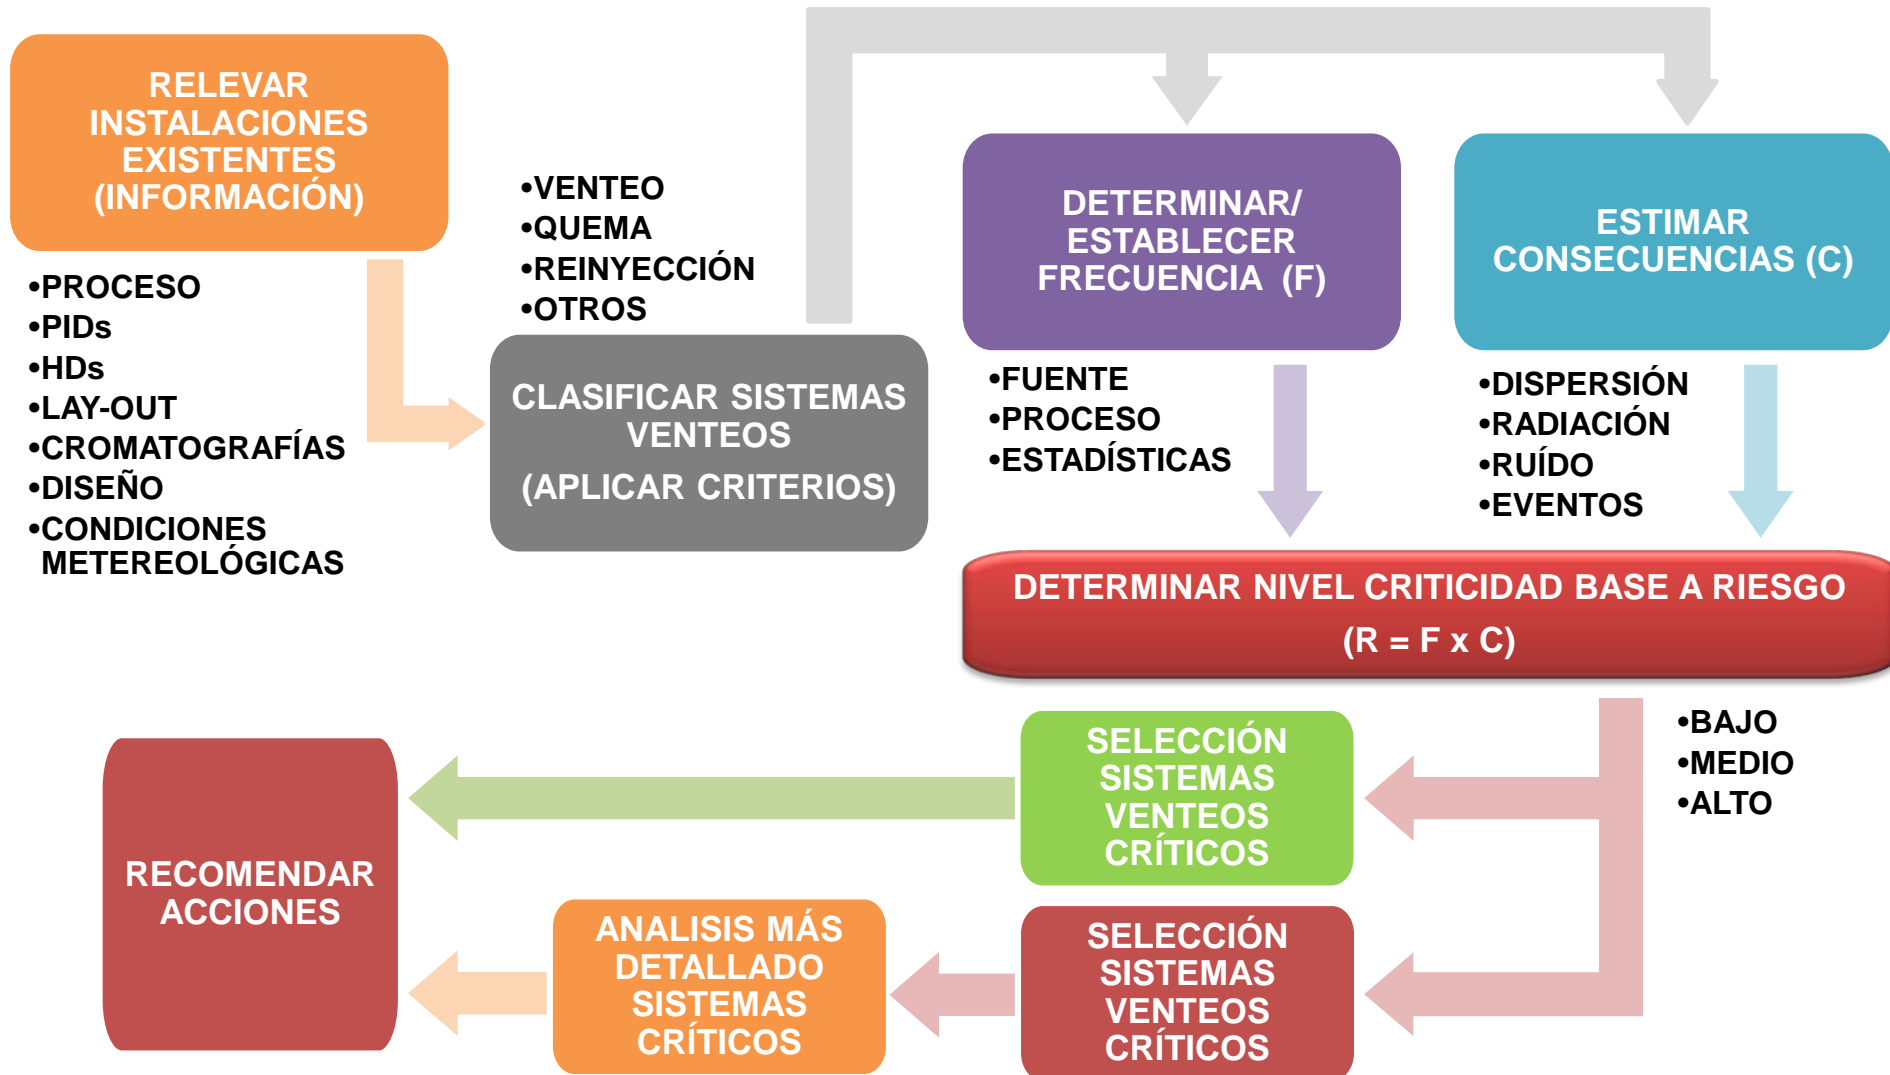 RELEVAR
INSTALACIONES
EXISTENTES
(INFORMACIÓN)
•PROCESO
•PIDs
•HDs
•LAY-OUT
•CROMATOGRAFÍAS
•DISEÑO
•CONDICIONES
METEREOLÓGICAS
•VENTEO
•QUEMA
•REINYECCIÓN
•OTROS
CLASIFICAR SISTEMAS
VENTEOS
(APLICAR CRITERIOS)
DETERMINAR/
ESTABLECER
FRECUENCIA (F)
•FUENTE
•PROCESO
•ESTADÍSTICAS
ESTIMAR
CONSECUENCIAS (C)
•DISPERSIÓN
•RADIACIÓN
•RUÍDO
•EVENTOS
DETERMINAR NIVEL CRITICIDAD BASE A RIESGO
(R = F x C)
•BAJO
•MEDIO
•ALTO
SELECCIÓN
SISTEMAS
VENTEOS
CRÍTICOS
SELECCIÓN
SISTEMAS
VENTEOS
CRÍTICOS
ANALISIS MÁS
DETALLADO
SISTEMAS
CRÍTICOS
RECOMENDAR
ACCIONES